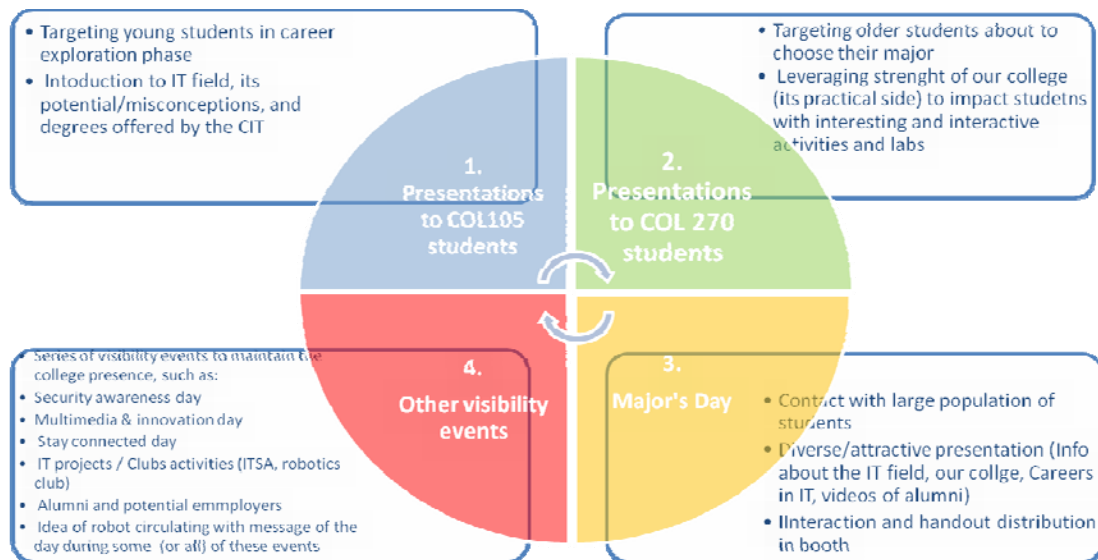 • Targeting young students in career
exploration phase
• Intoduction to IT field, its
potential/misconceptions, and
degrees offered by the CIT
• Targeting older students about to
choose their major
• Leveraging strenght of our college
(its practical side) to impact studetns
with interesting and interactive
activities and labs
1.
Presentations
to COL105
students
2.
Presentations
to COL 270
students
• Series of visibility events to maintain the
college presence, such as:
• Security awareness day
• Multimedia & innovation day
• Stay connected day
• IT projects / Clubs activities (ITSA, robotics
club)
• Alumni and potential emmployers
• Idea of robot circulating with message of the
day during some (or all) of these events
4.
Other visibility
events
3.
Major's Day
• Contact with large population of
students
• Diverse/attractive presentation (Info
about the IT field, our collge, Careers
in IT, videos of alumni)
• IInteraction and handout distribution
in booth